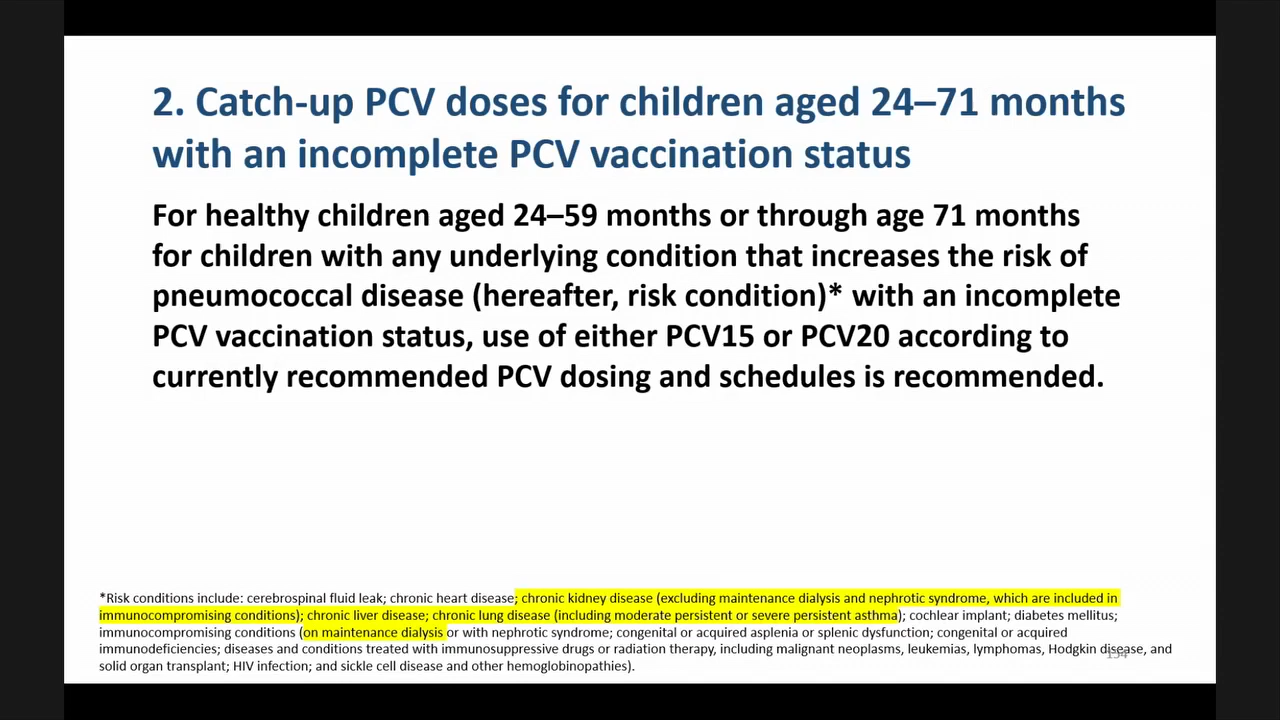 2. Catch-up PCV doses for children aged 24–71 months
with an incomplete PCV vaccination status
For healthy children aged 24–59 months or through age 71 months
for children with any underlying condition that increases the risk of
pneumococcal disease (hereafter, risk condition)* with an incomplete
PCV vaccination status, use of either PCV15 or PCV20 according to
currently recommended PCV dosing and schedules is recommended.
*Risk conditions include: cerebrospinal fluid leak; chronic heart disease; chronic kidney disease (excluding maintenance dialysis and nephrotic syndrome, which are included in
immunocompromising conditions); chronic liver disease; chronic lung disease (including moderate persistent or severe persistent asthma); cochlear implant; diabetes mellitus;
immunocompromising conditions (on maintenance dialysis or with nephrotic syndrome; congenital or acquired asplenia or splenic dysfunction; congenital or acquired
immunodeficiencies; diseases and conditions treated with immunosuppressive drugs or radiation therapy, including malignant neoplasms, leukemias, lymphomas, Hodgkin disease, and
solid organ transplant; HIV infection; and sickle cell disease and other hemoglobinopathies).